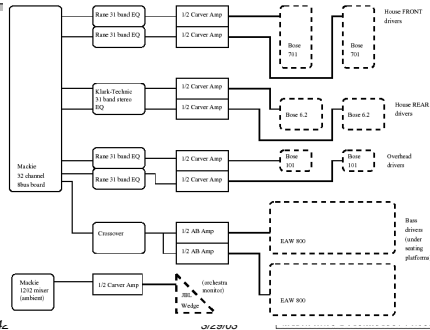 Rane 31 band EQ
1/2 Carver Amp
House FRONT
drivers
Rane 31 band EQ
1/2 Carver Amp
Bose
701
Bose
701
Klark-Technic
31 band stereo
EQ
1/2 Carver Amp
1/2 Carver Amp
House REAR
drivers
Bose 6.2
Bose 6.2
Mackie
32 channel
8bus board
Rane 31 band EQ
1/2 Carver Amp
Rane 31 band EQ
1/2 Carver Amp
Bose
101
Bose
101
Overhead
drivers
Crossover
1/2 AB Amp
1/2 AB Amp
EAW 800
Bass
drivers
(under
seating
platforms)
Mackie
1202 mixer
(ambient)
1/2 Carver Amp
(orchestra
monitor)
JBL
Wedge
EAW 800
3/29/03